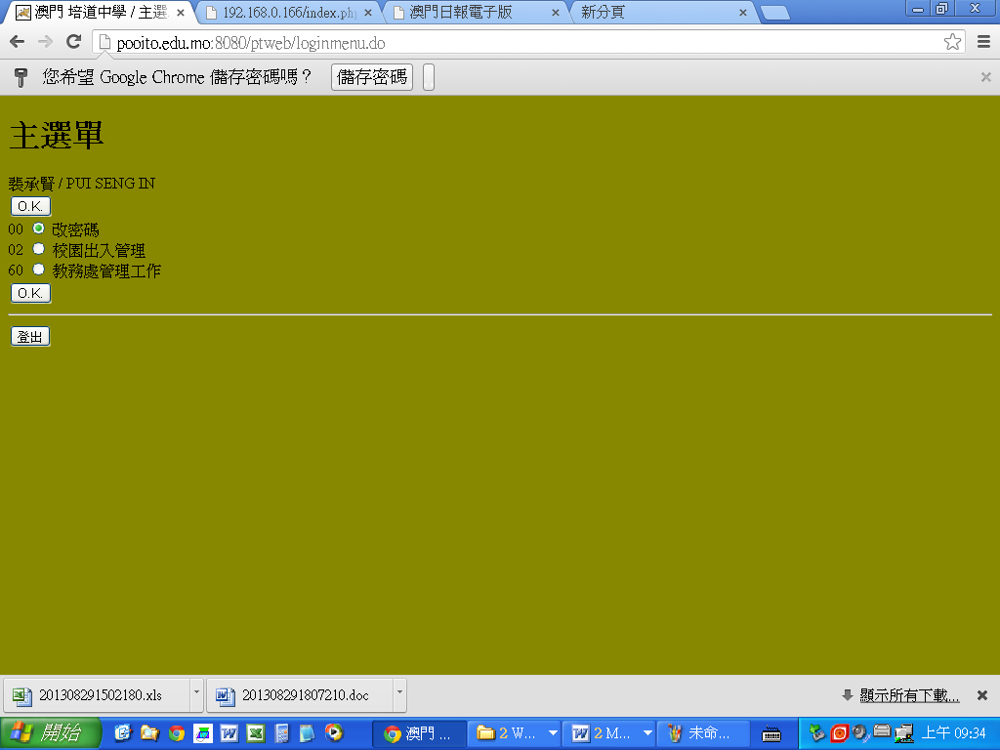 澳門 培道中學 / 主選
192.168.0.166/index.ph
澳門日報電子版
新分頁
pooito.edu.mo:8080/ptweb/loginmenu.do
您希望 Google Chrome 儲存密碼嗎？ 儲存密碼
主選單
裴承賢 / PUI SENG IN
O.K.
00 改密碼
02 校園出入管理
60 教務處管理工作
O.K.
登出
201308291502180.xls 201308291807210.doc 顯示所有下載...
開始 澳門 ... 2 W... 2 M... 未命... 上午 09:34